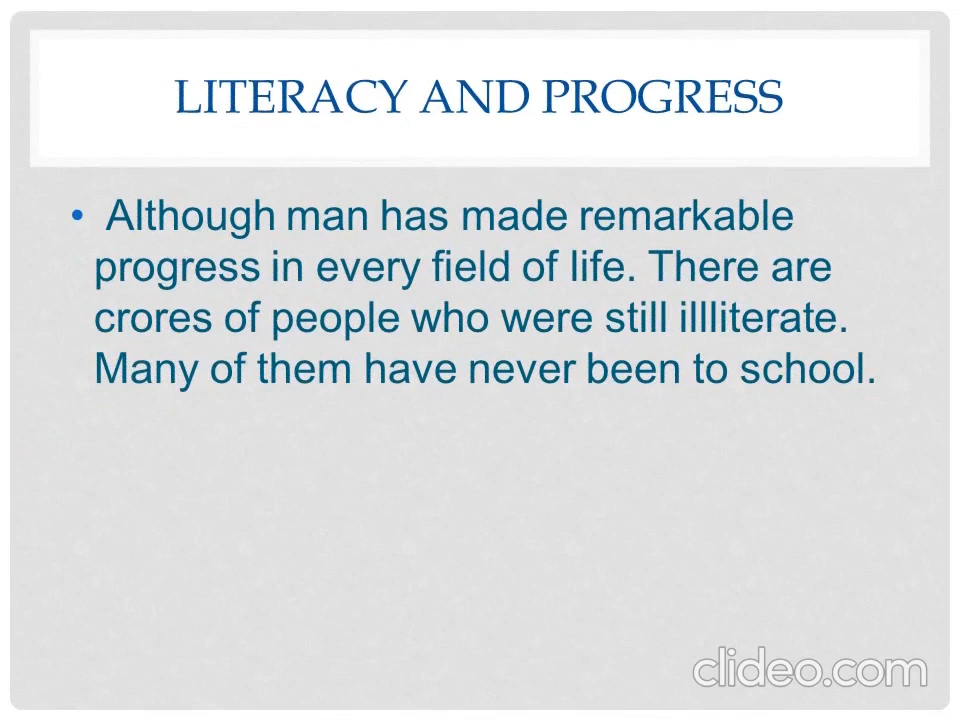 LITERACY AND PROGRESS
• Although man has made remarkable
progress in every field of life. There are
crores of people who were still illliterate.
Many of them have never been to school.
clideo.com